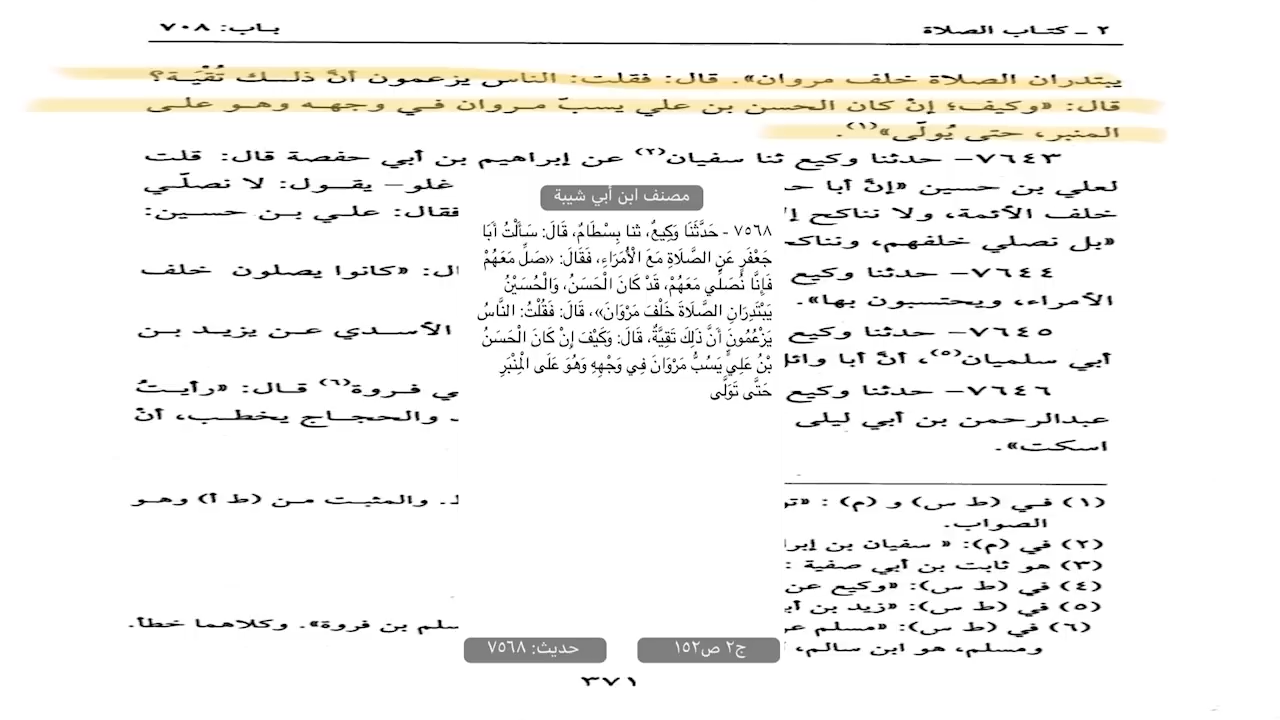 ٢ - كتاب الصلاة
باب: ٧٠٨
يبتدران الصلاة خلف مروان». قال: فقلت: الناس يزعمون أنّ ذلك تُقْيَة؟
قال: «وكيف؛ إنْ كان الحسن بن علي يسبّ مروان في وجهه وهو على
المنبر، حتى يُولّى»(١).
٧٦٤٣- حدثنا وكيع ثنا سفيان(٢) عن إبراهيم بن أبي حفصة قال: قلت
لعلي بن حسين «إنّ أبا
غلو- يقول: لا نصلّي
خلف الأئمة، ولا نناكح
فقال: علي بن حسين:
«بل نصلي خلفهم،
٧٦٤٤- حدثنا وكيع
«كانوا يصلون خلف
الأمراء، ويحتسبون بها».
٧٦٤٥- حدثنا وكيع
الأسدي عن يزيد بن
أبي سلميان(٥)، أنّ أبا
٧٦٤٦- حدثنا وكيع
فروة(٦) قال: «رأيتُ
عبدالرحمن بن أبي ليلى
والحجاج يخطب، أنْ
اسكت».
مصنف ابن أبي شيبة
٧٥٦٨ - حَدَّثَنَا وَكِيعٌ، ثنا بِسْطَامُ، قَالَ: سَأَلْتُ أَبَا
جَعْفَرٍ عَنِ الصَّلَاةِ مَعَ الْأُمَرَاءِ، فَقَالَ: «صَلِّ مَعَهُمْ
فَإِنَّا نُصَلِّي مَعَهُمْ، قَدْ كَانَ الْحَسَنُ، وَالْحُسَيْنُ
يَبْتَدِرَانِ الصَّلَاةَ خَلْفَ مَرْوَانَ»، قَالَ: فَقُلْتُ: النَّاسُ
يَزْعُمُونَ أَنَّ ذَلِكَ تَقِيَّةٌ، قَالَ: وَكَيْفَ إِنْ كَانَ الْحَسَنُ
بْنُ عَلِيٍّ يَسُبُّ مَرْوَانَ فِي وَجْهِهِ وَهُوَ عَلَى الْمِنْبَرِ
حَتَّى تَوَلَّى
(١) في (ط س) و (م) :
والمثبت من (ط أ) وهو
الصواب.
(٢) في (م): « سفيان بن
(٣) هو ثابت بن أبي صفية :
(٤) في (ط س): «وكيع عن
(٥) في (ط س): «زيد بن
(٦) في (ط س): «مسلم
بن فروة». وكلاهما خطأ.
ومسلم، هو ابن سالم،
ج٢ ص١٥٢
حديث: ٧٥٦٨
٣٧١